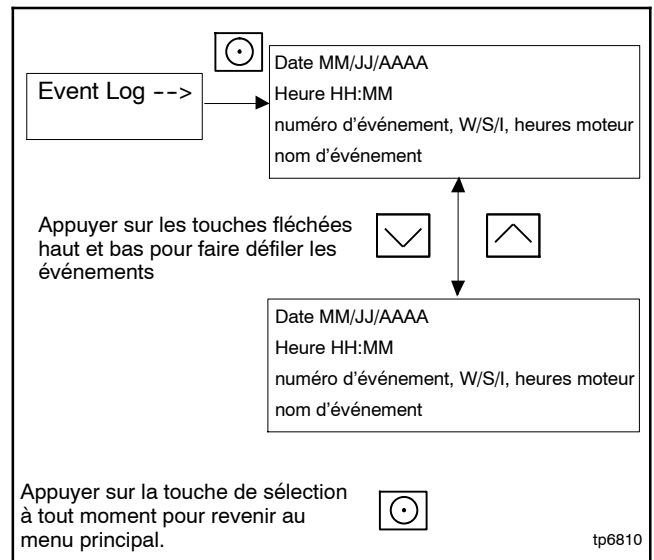 Event Log -->
Date MM/JJ/AAAA
Heure HH:MM
numéro d'événement, W/S/I, heures moteur
nom d'événement
Appuyer sur les touches fléchées
haut et bas pour faire défiler les
événements
Date MM/JJ/AAAA
Heure HH:MM
numéro d'événement, W/S/I, heures moteur
nom d'événement
Appuyer sur la touche de sélection
à tout moment pour revenir au
menu principal.
tp6810